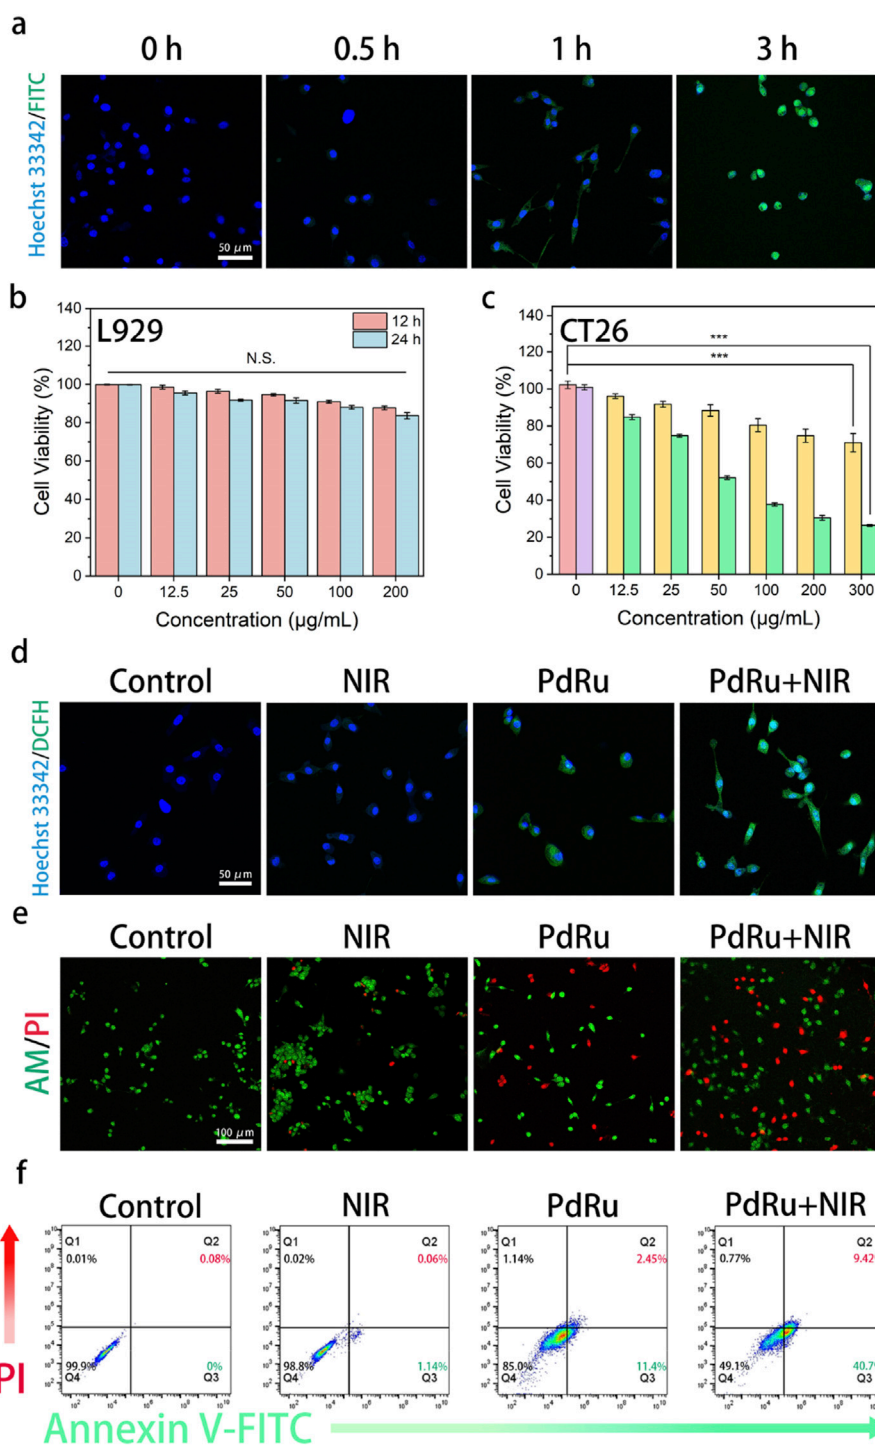 a
0 h
0.5 h
1 h
3 h
Hoechst 33342/FITC
50 μm
b
L929
12 h
24 h
N.S.
Cell Viability (%)
140
120
100
80
60
40
20
0
0
12.5
25
50
100
200
Concentration (μg/mL)
c
CT26
***
***
Cell Viability (%)
140
120
100
80
60
40
20
0
0
12.5
25
50
100
200
300
Concentration (μg/mL)
d
Control
NIR
PdRu
PdRu+NIR
Hoechst 33342/DCFH
50 μm
e
Control
NIR
PdRu
PdRu+NIR
AM/PI
100 μm
f
Control
NIR
PdRu
PdRu+NIR
Q1
0.01%
Q2
0.08%
99.9%
Q4
0%
Q3
Q1
0.02%
Q2
0.06%
98.8%
Q4
1.14%
Q3
Q1
1.14%
Q2
2.45%
85.0%
Q4
11.4%
Q3
Q1
0.77%
Q2
9.42
49.1%
Q4
40.7
Q3
PI
Annexin V-FITC